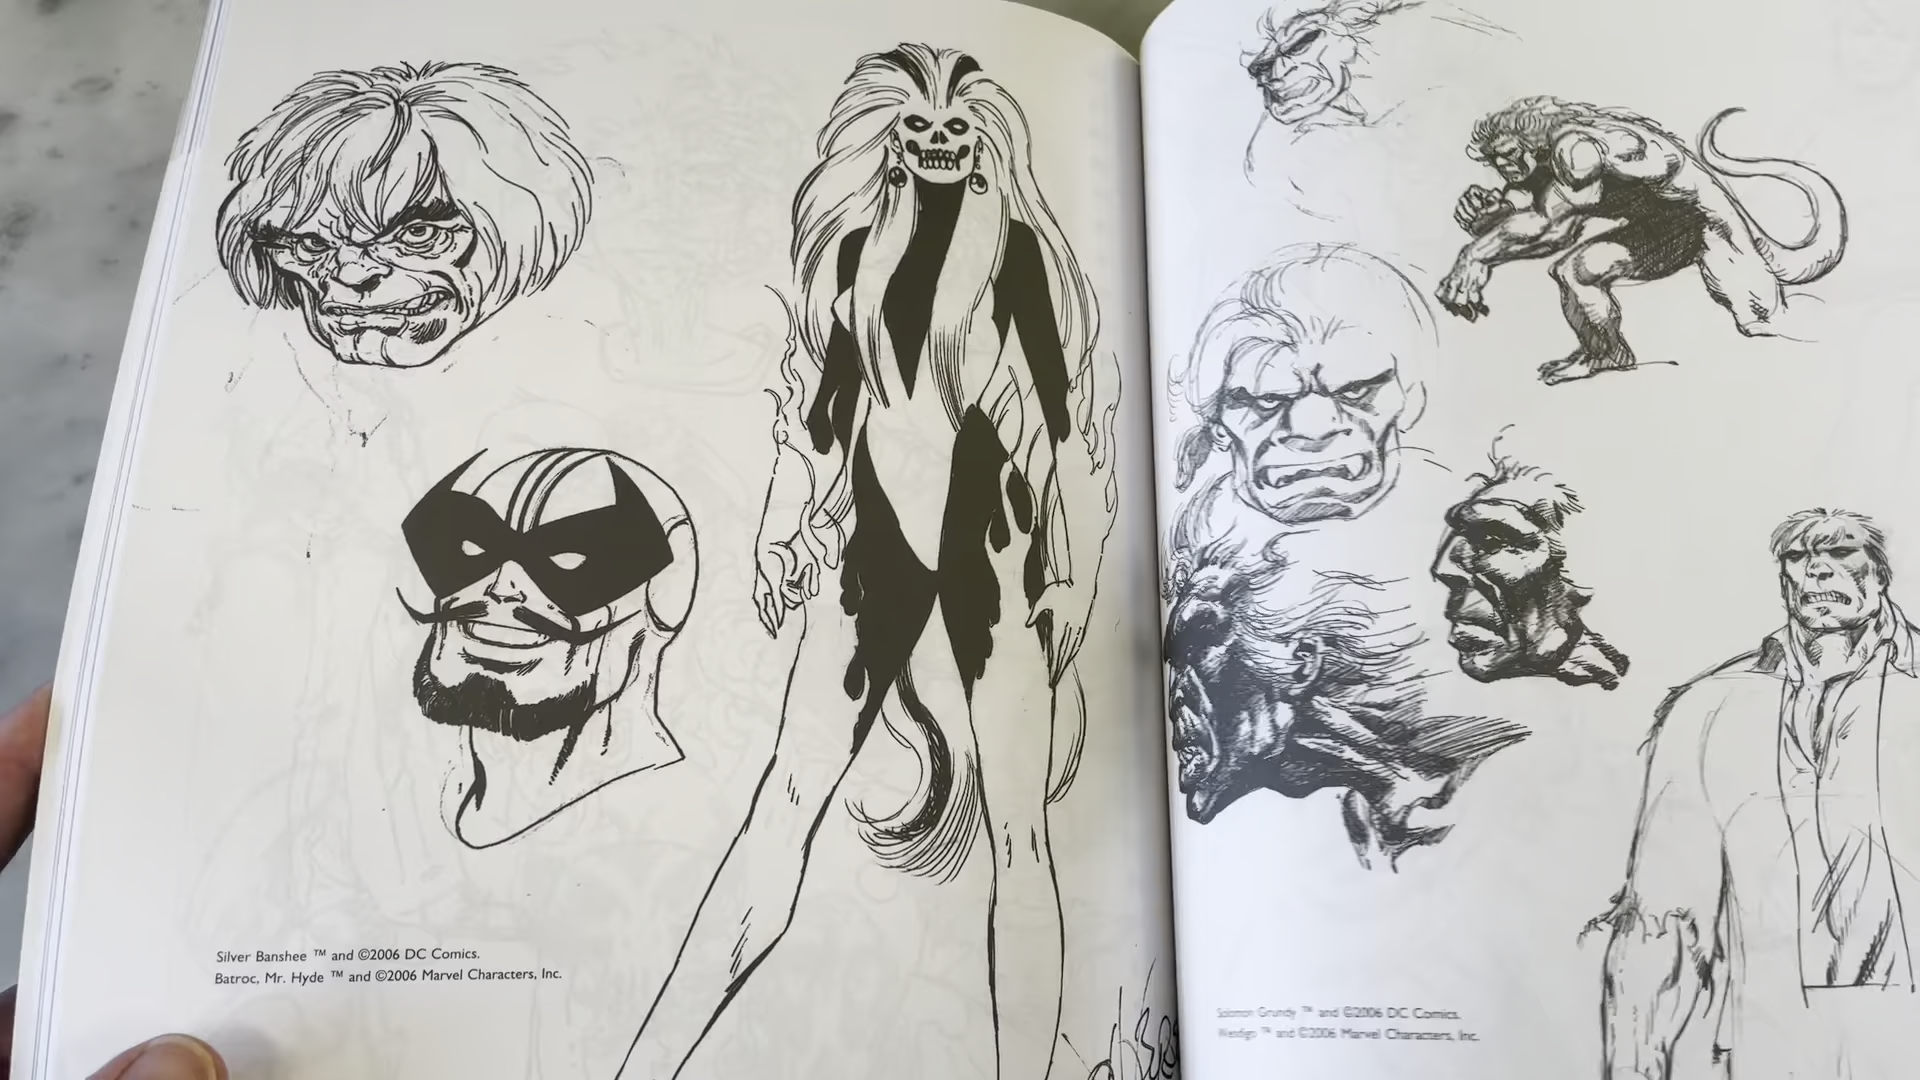 Silver Banshee ™ and ©2006 DC Comics.
Batroc, Mr. Hyde ™ and ©2006 Marvel Characters, Inc.
Solomon Grundy ™ and ©2006 DC Comics.
Wendigo ™ and ©2006 Marvel Characters, Inc.